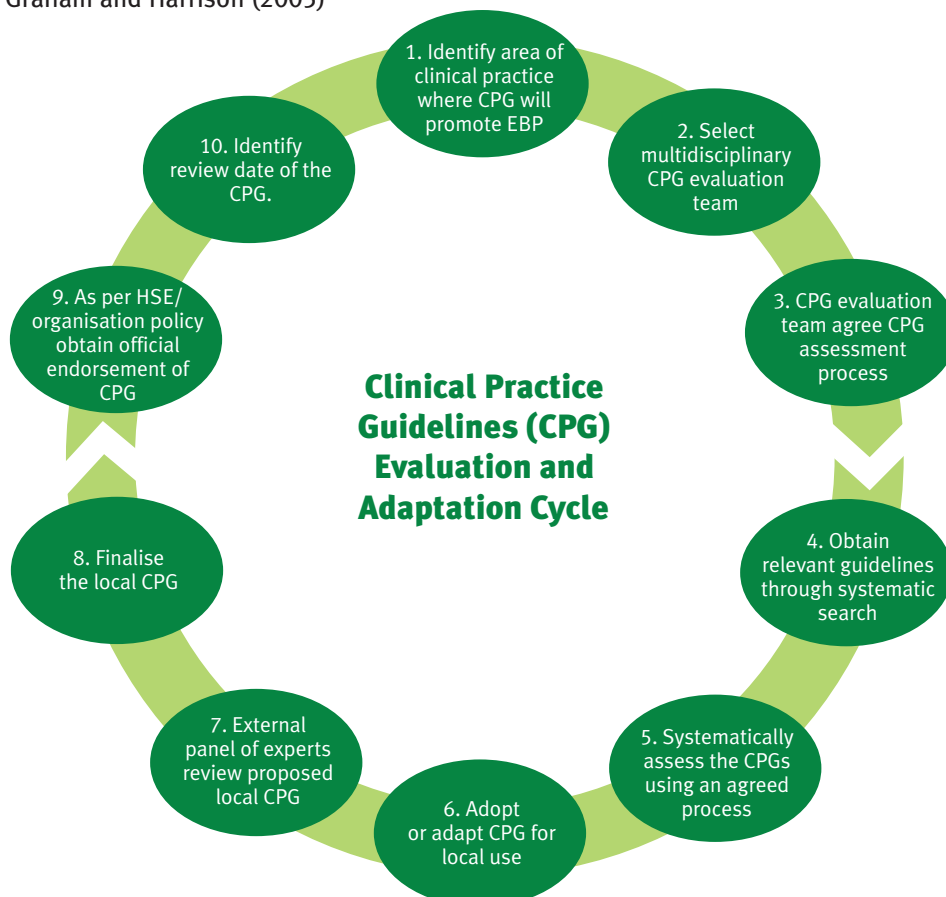 Graham and Harrison (2005)
1. Identify area of
clinical practice
where CPG will
promote EBP
2. Select
multidisciplinary
CPG evaluation
team
3. CPG evaluation
team agree CPG
assessment
process
4. Obtain
relevant guidelines
through systematic
search
5. Systematically
assess the CPGs
using an agreed
process
6. Adopt
or adapt CPG for
local use
7. External
panel of experts
review proposed
local CPG
8. Finalise
the local CPG
9. As per HSE/
organisation policy
obtain official
endorsement of
CPG
10. Identify
review date of the
CPG.
Clinical Practice
Guidelines (CPG)
Evaluation and
Adaptation Cycle